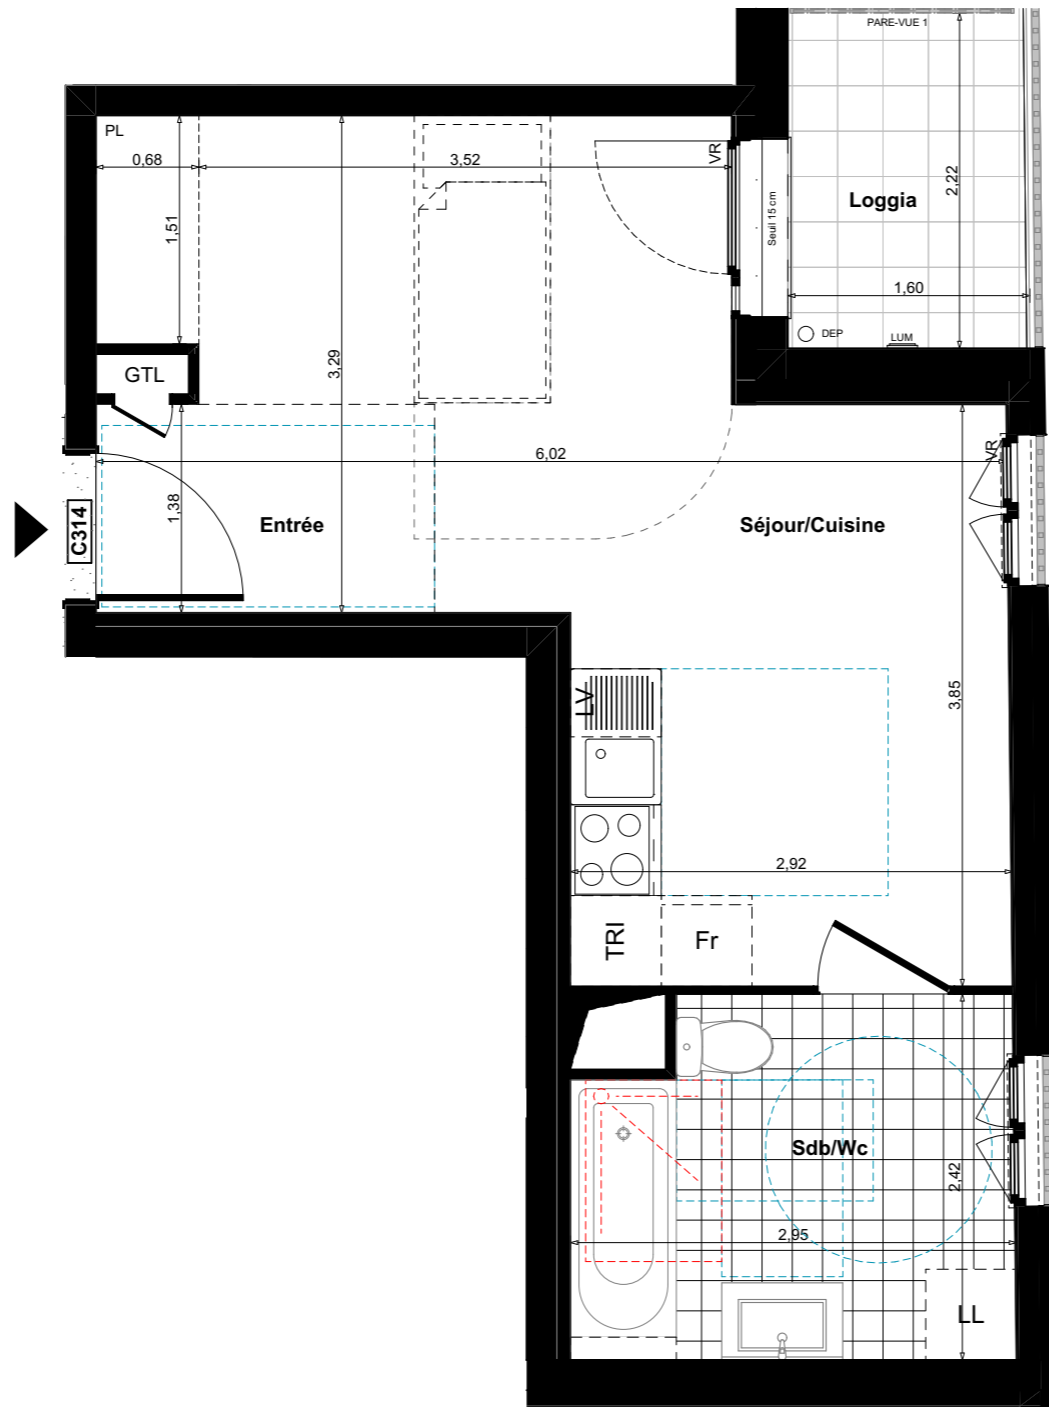 PARE-VUE 1
PL
0,68
3,52
VR
Seuil 15 cm
Loggia
2,22
1,51
1,60
3,29
DEP
LUM
GTL
6,02
VR
1,38
C314
Entrée
Séjour/Cuisine
LV
3,85
2,92
TRI
Fr
Sdb/Wc
2,42
2,95
LL